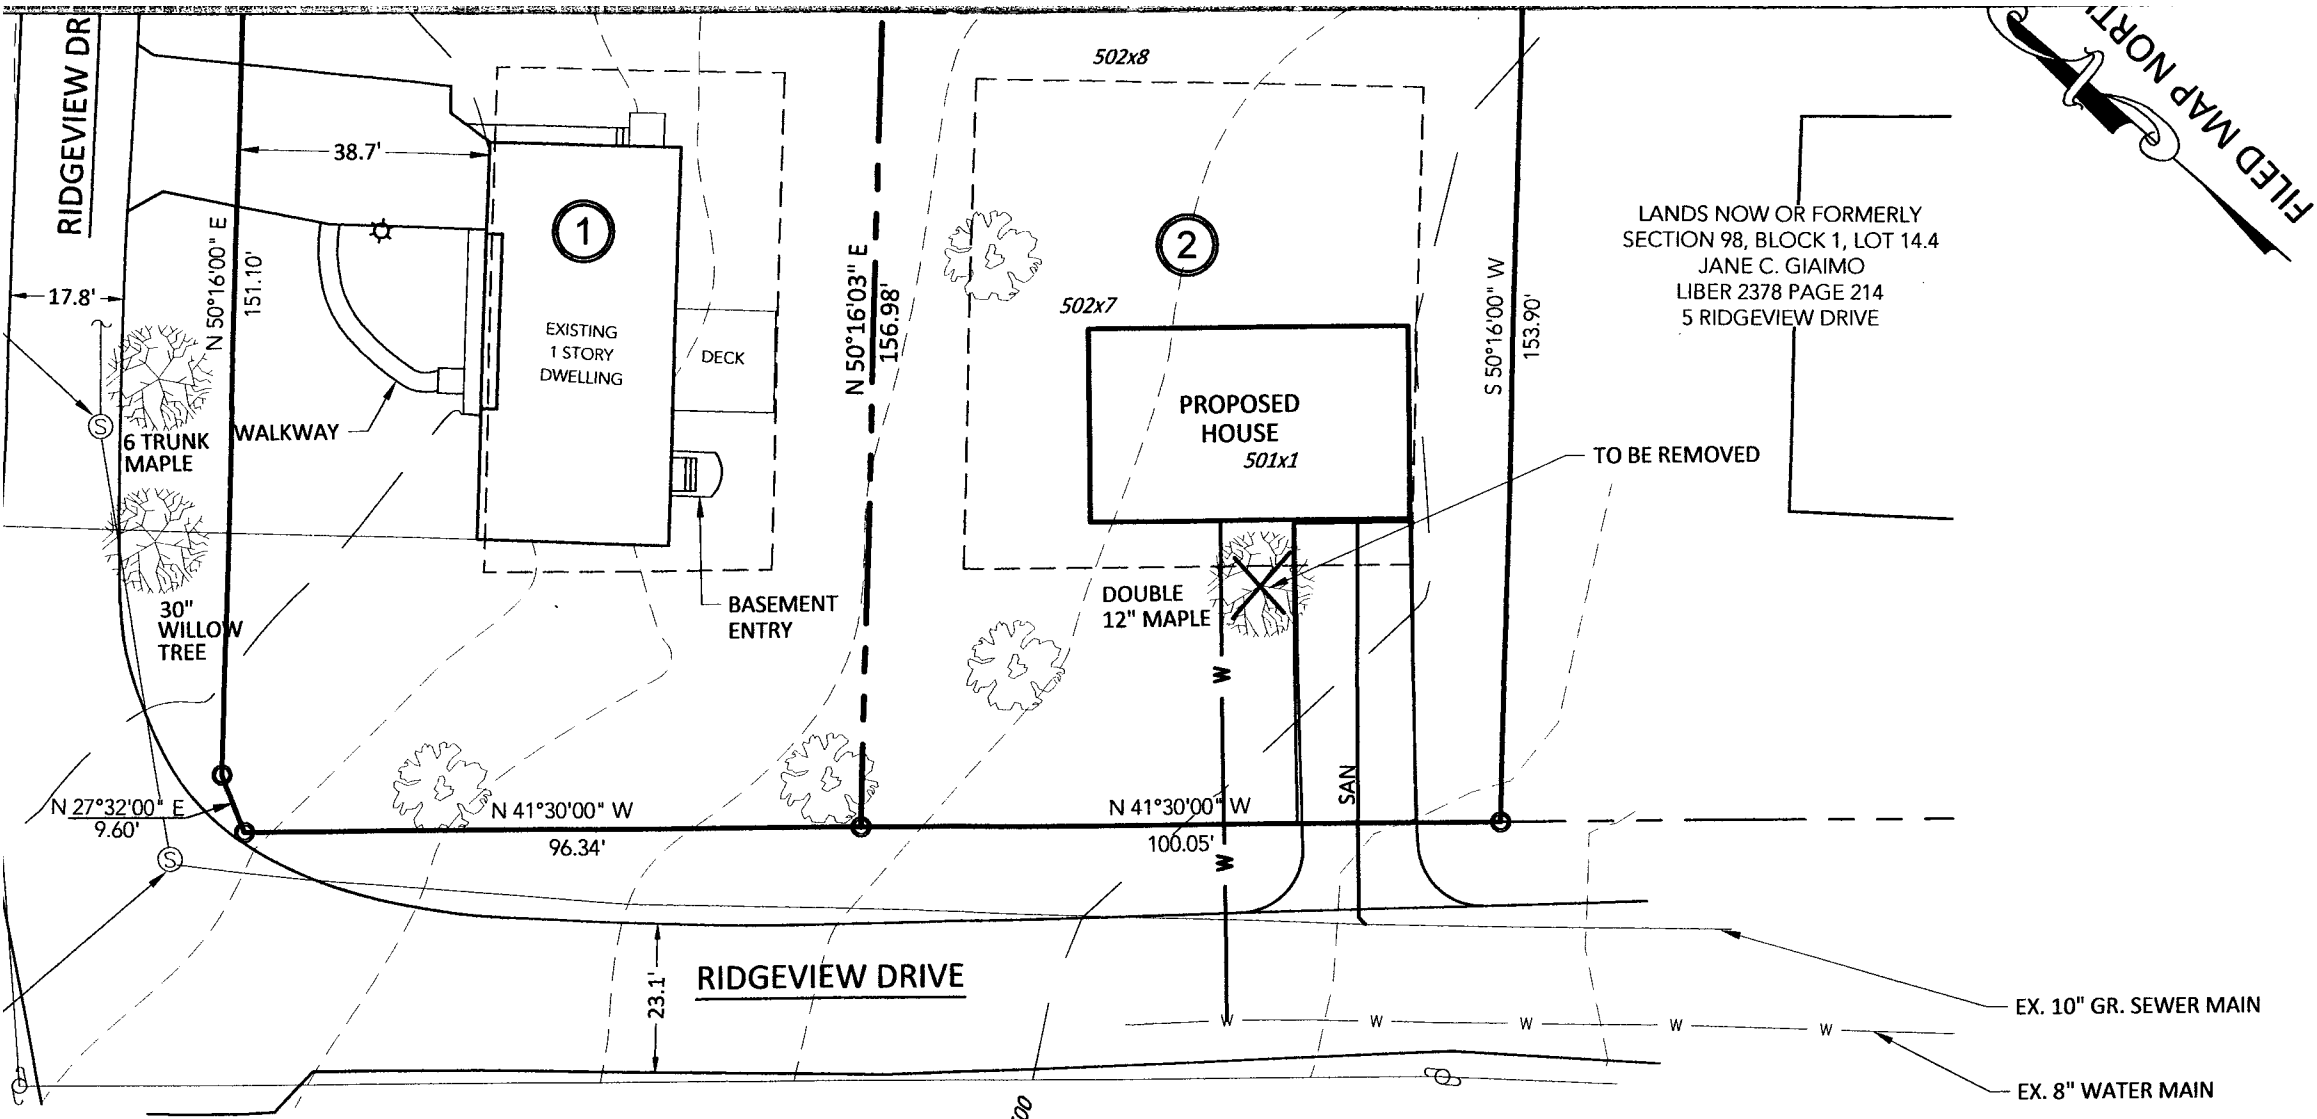 RIDGEVIEW DR
502x8
FILED MAP NORTH
38.7'
1
2
LANDS NOW OR FORMERLY
SECTION 98, BLOCK 1, LOT 14.4
JANE C. GIAIMO
LIBER 2378 PAGE 214
5 RIDGEVIEW DRIVE
N 50°16'00" E
151.10'
17.8'
EXISTING
1 STORY
DWELLING
DECK
N 50°16'03" E
156.98'
502x7
S 50°16'00" W
153.90'
PROPOSED
HOUSE
501x1
S
6 TRUNK
MAPLE
WALKWAY
TO BE REMOVED
30"
WILLOW
TREE
BASEMENT
ENTRY
DOUBLE
12" MAPLE
W
SAN
N 27°32'00" E
9.60'
N 41°30'00" W
96.34'
N 41°30'00" W
100.05'
S
W
23.1'
RIDGEVIEW DRIVE
W W W W W
EX. 10" GR. SEWER MAIN
EX. 8" WATER MAIN